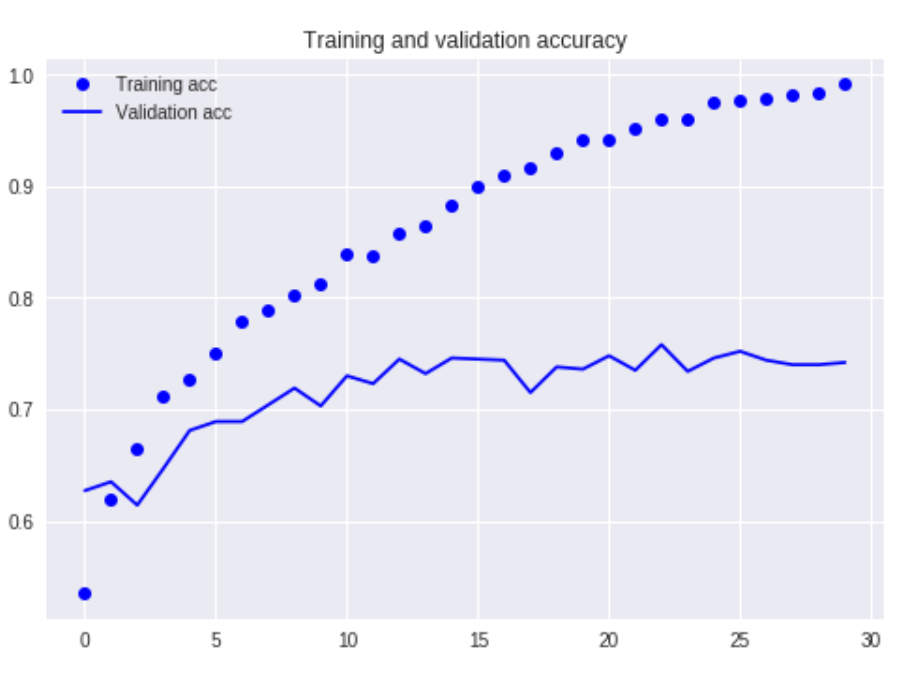 Training and validation accuracy
Training acc
Validation acc
1.0
0.9
0.8
0.7
0.6
0 5 10 15 20 25 30